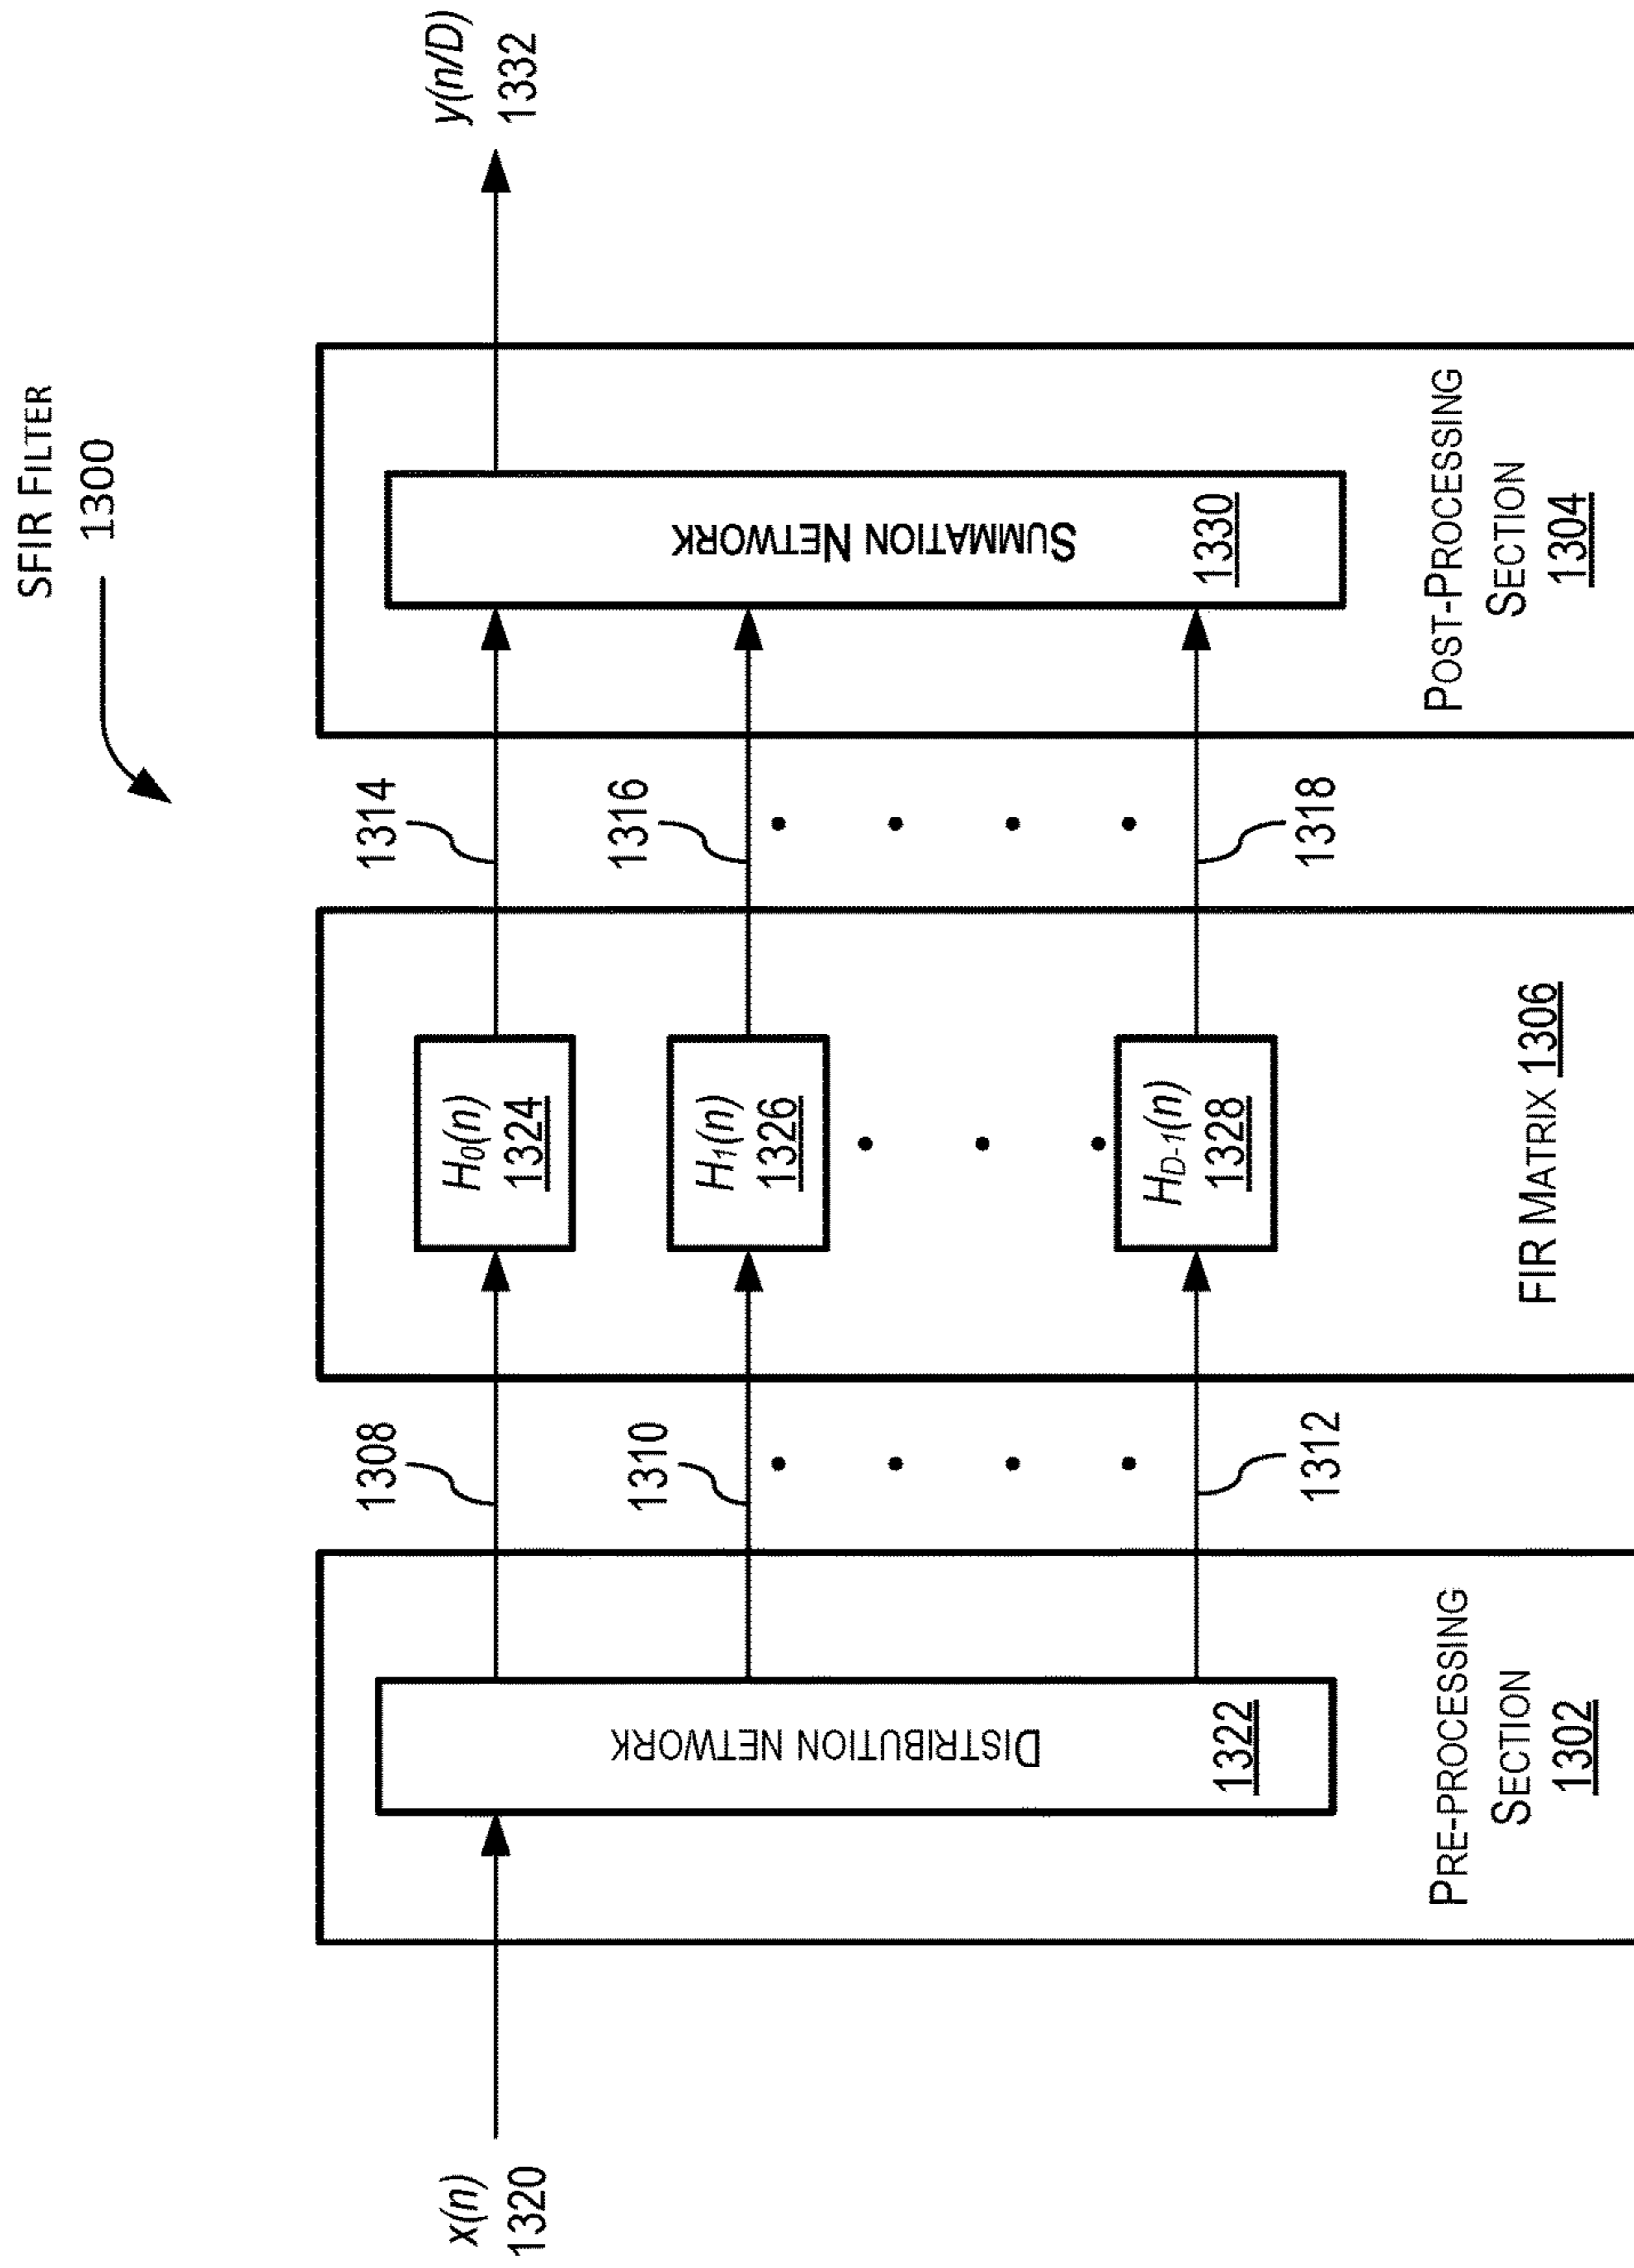 SFIR FILTER
1300
x(n)
1320
DISTRIBUTION NETWORK
1322
PRE-PROCESSING
SECTION
1302
1308
1310
1312
H0(n)
1324
H1(n)
1326
HD-1(n)
1328
FIR MATRIX 1306
1314
1316
1318
SUMMATION NETWORK
1330
POST-PROCESSING
SECTION
1304
y(n/D)
1332